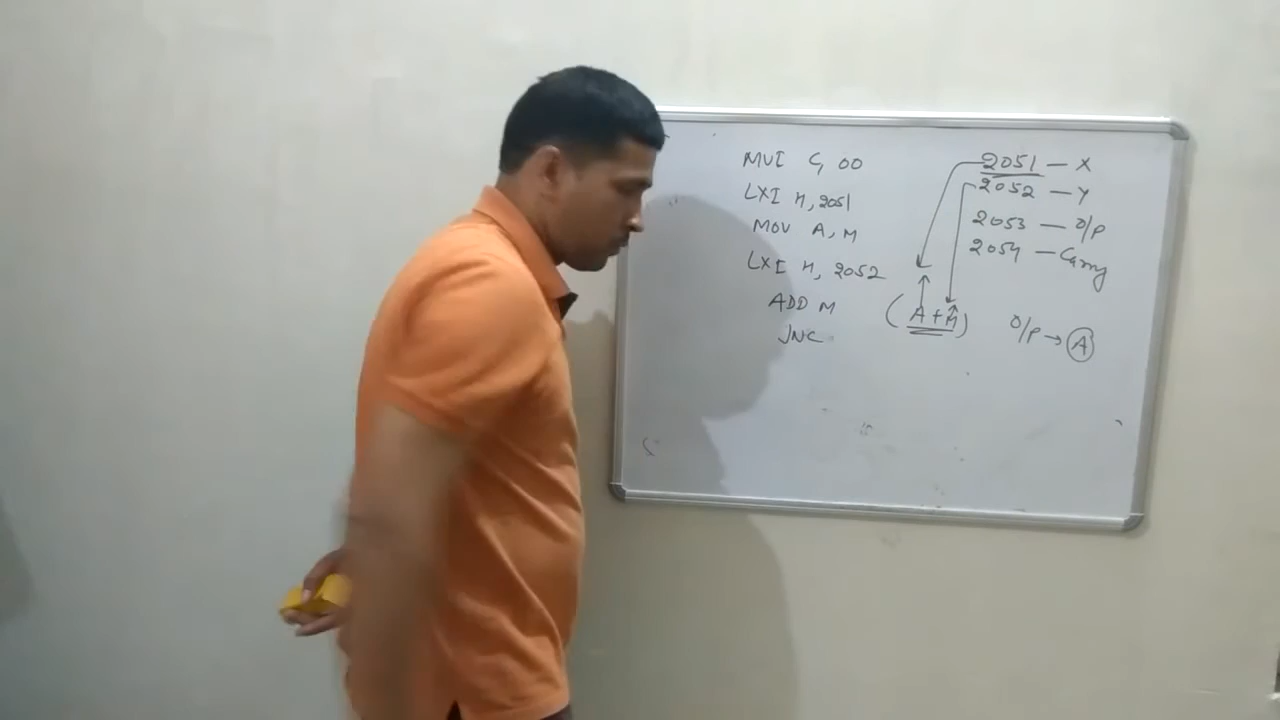 MVI C, 00
LXI H, 2051
MOV A, M
LXI H, 2052
ADD M
JNC
2051 — X
2052 — Y
2053 — O/P
2054 — Carry
(A + M)
O/P → A